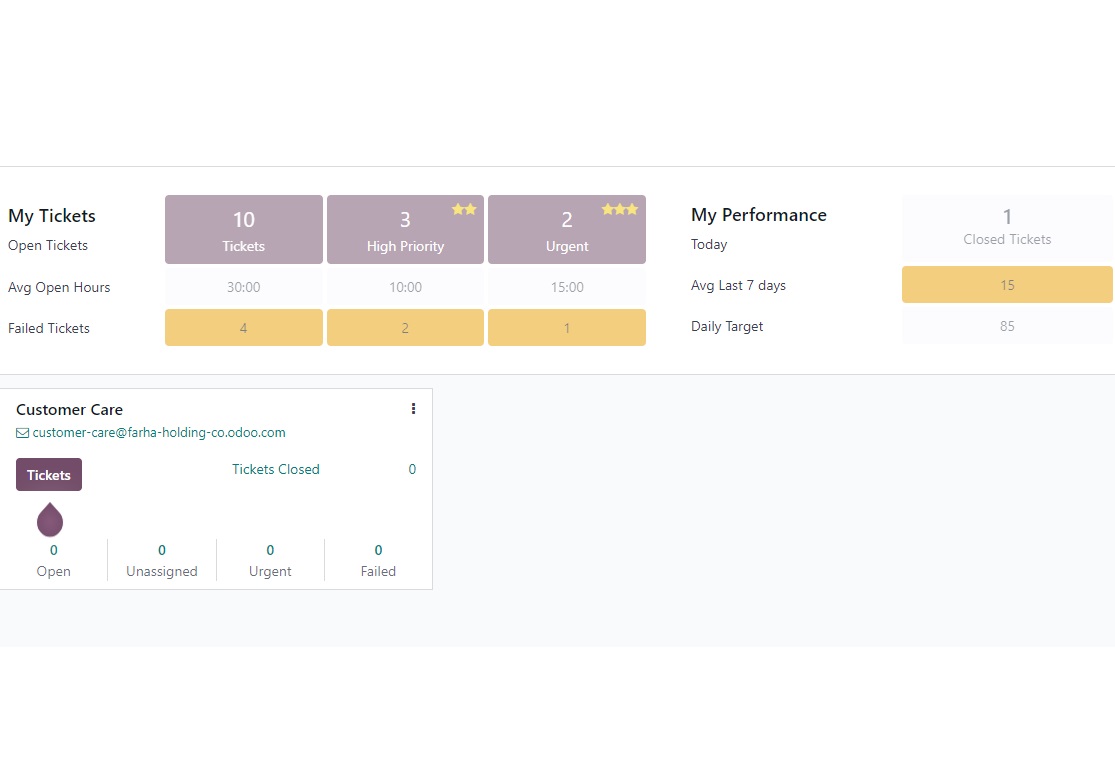 My Tickets
Open Tickets
10
Tickets
3
High Priority
2
Urgent
Avg Open Hours
30:00
10:00
15:00
Failed Tickets
4
2
1
My Performance
Today
1
Closed Tickets
Avg Last 7 days
15
Daily Target
85
Customer Care
customer-care@farha-holding-co.odoo.com
Tickets
Tickets Closed 0
0
Open
0
Unassigned
0
Urgent
0
Failed